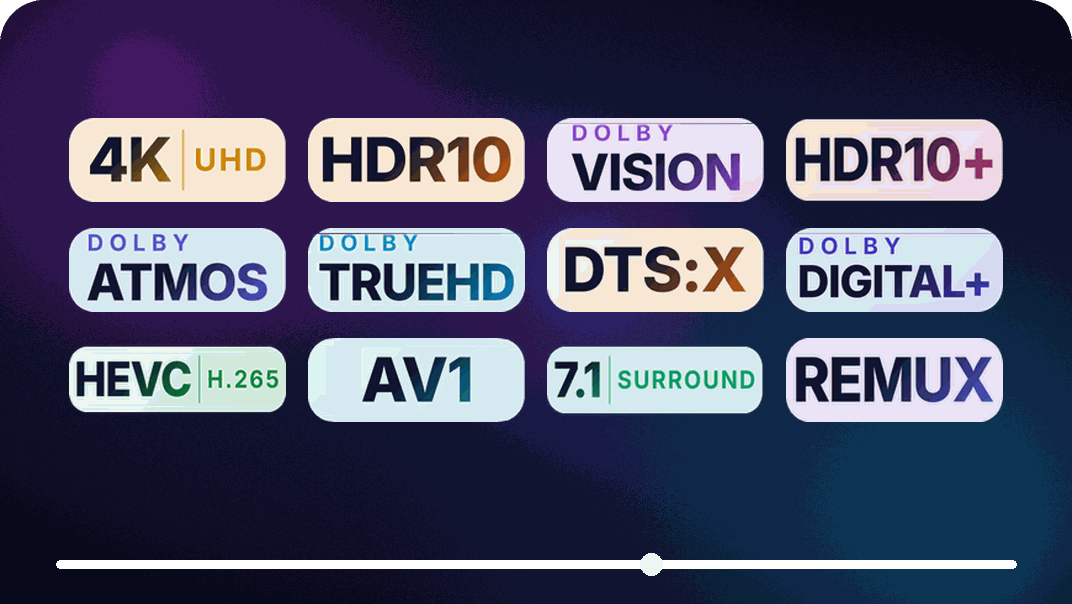 4K UHD
HDR10
DOLBY
VISION
HDR10+
DOLBY
ATMOS
DOLBY
TRUEHD
DTS:X
DOLBY
DIGITAL+
HEVC H.265
AV1
7.1 SURROUND
REMUX